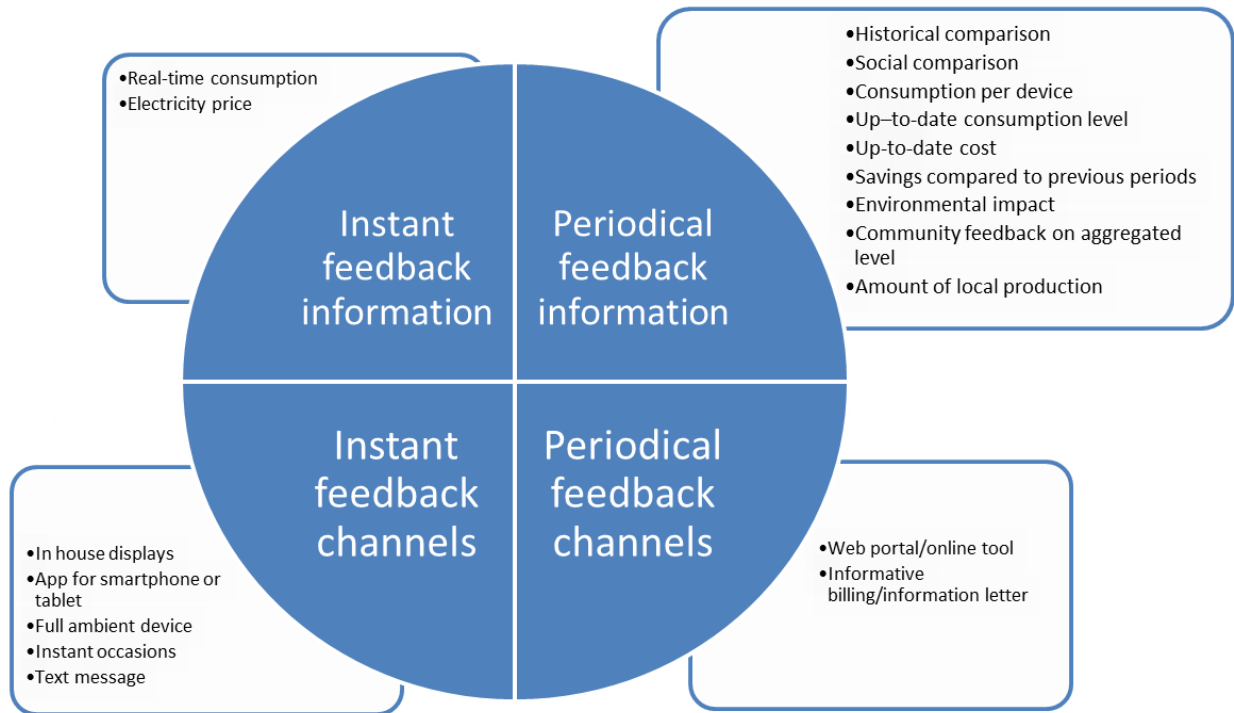 •Real-time consumption
•Electricity price
•Historical comparison
•Social comparison
•Consumption per device
•Up–to-date consumption level
•Up-to-date cost
•Savings compared to previous periods
•Environmental impact
•Community feedback on aggregated
level
•Amount of local production
Instant
feedback
information
Periodical
feedback
information
Instant
feedback
channels
Periodical
feedback
channels
•In house displays
•App for smartphone or
tablet
•Full ambient device
•Instant occasions
•Text message
•Web portal/online tool
•Informative
billing/information letter